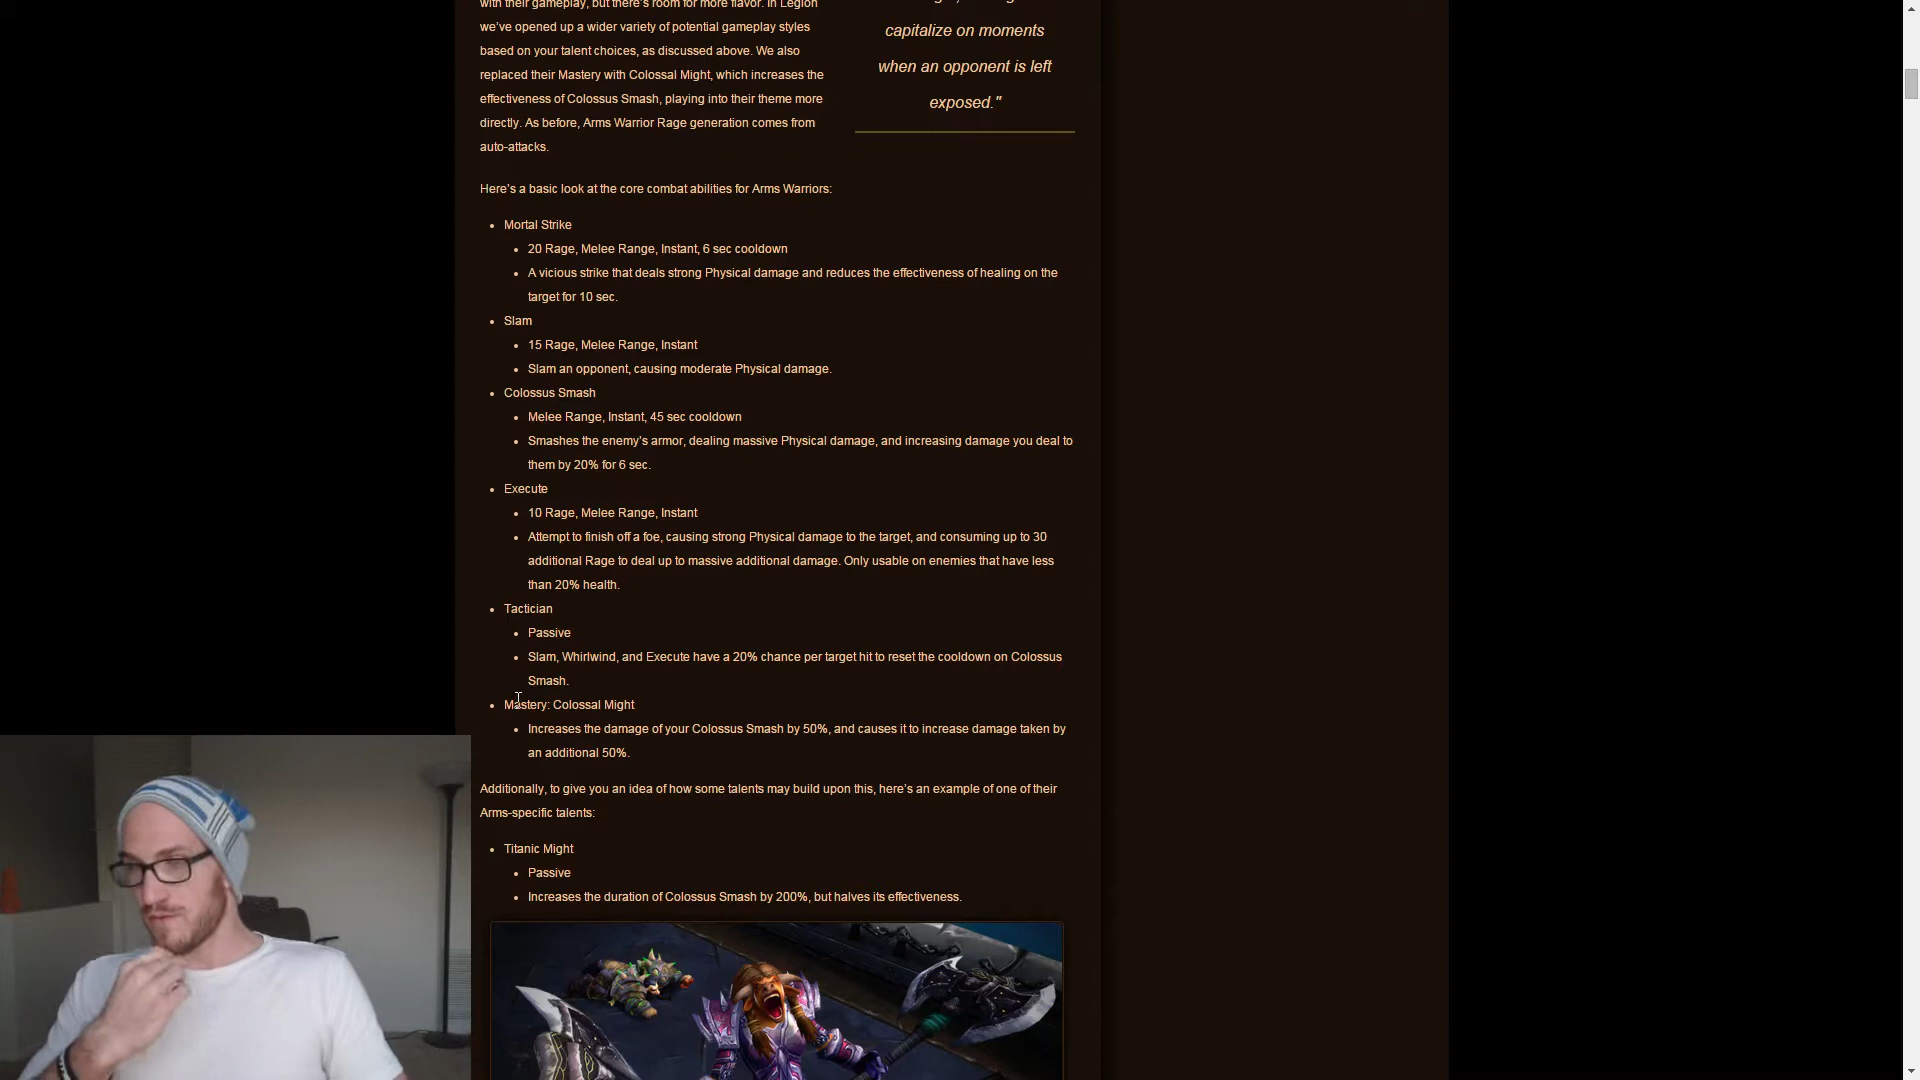 with their gameplay, but there's room for more flavor. In Legion
we've opened up a wider variety of potential gameplay styles
based on your talent choices, as discussed above. We also
replaced their Mastery with Colossal Might, which increases the
effectiveness of Colossus Smash, playing into their theme more
directly. As before, Arms Warrior Rage generation comes from
auto-attacks.
capitalize on moments
when an opponent is left
exposed."
Here's a basic look at the core combat abilities for Arms Warriors:
Mortal Strike
20 Rage, Melee Range, Instant, 6 sec cooldown
A vicious strike that deals strong Physical damage and reduces the effectiveness of healing on the
target for 10 sec.
Slam
15 Rage, Melee Range, Instant
Slam an opponent, causing moderate Physical damage.
Colossus Smash
Melee Range, Instant, 45 sec cooldown
Smashes the enemy's armor, dealing massive Physical damage, and increasing damage you deal to
them by 20% for 6 sec.
Execute
10 Rage, Melee Range, Instant
Attempt to finish off a foe, causing strong Physical damage to the target, and consuming up to 30
additional Rage to deal up to massive additional damage. Only usable on enemies that have less
than 20% health.
Tactician
Passive
Slam, Whirlwind, and Execute have a 20% chance per target hit to reset the cooldown on Colossus
Smash.
Mastery: Colossal Might
Increases the damage of your Colossus Smash by 50%, and causes it to increase damage taken by
an additional 50%.
Additionally, to give you an idea of how some talents may build upon this, here's an example of one of their
Arms-specific talents:
Titanic Might
Passive
Increases the duration of Colossus Smash by 200%, but halves its effectiveness.